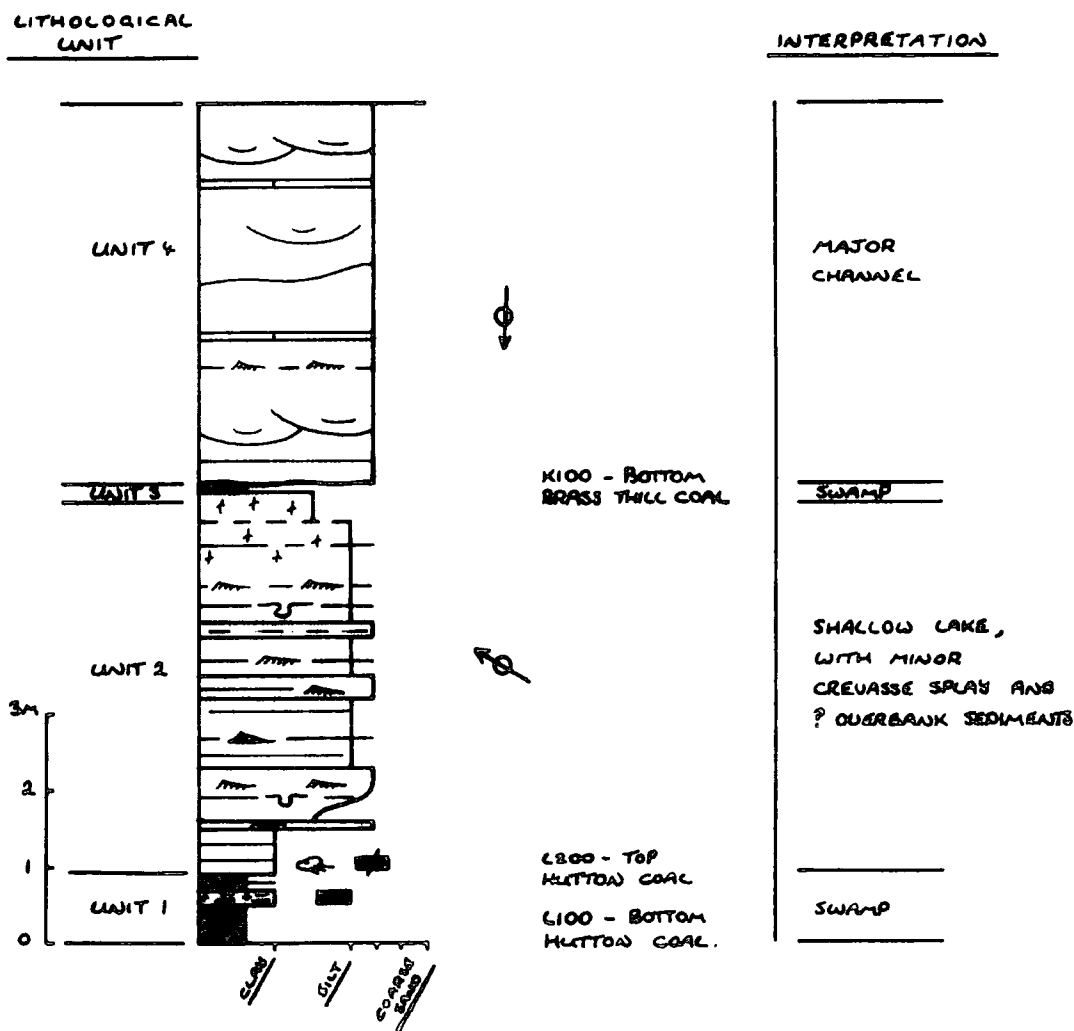 LITHOLOGICAL
UNIT
INTERPRETATION
UNIT 4
MAJOR
CHANNEL
K100 - BOTTOM
BRASS THILL COAL
UNIT 3
SWAMP
UNIT 2
SHALLOW LAKE,
WITH MINOR
CREVASSE SPLAY AND
? OVERBANK SEDIMENTS
3M
2
1
0
L200 - TOP
HUTTON COAL
UNIT 1
L100 - BOTTOM
HUTTON COAL.
SWAMP
CLAY
SILT
COARSE
SAND